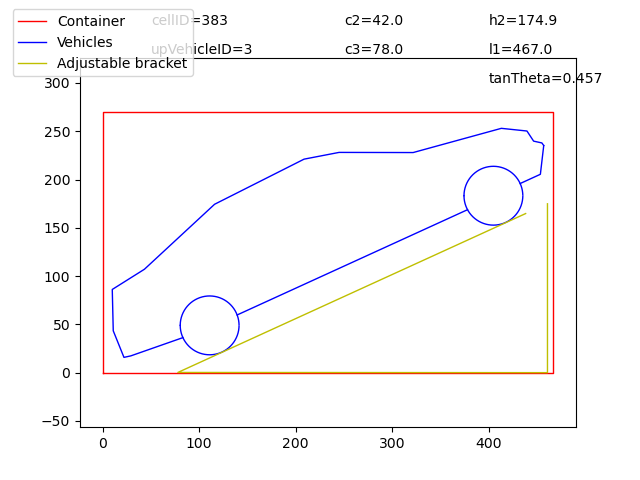 cellID=383 c2=42.0 h2=174.9
upVehicleID=3 c3=78.0 l1=467.0
tanTheta=0.457
Container
Vehicles
Adjustable bracket
300
250
200
150
100
50
0
−50
0 100 200 300 400